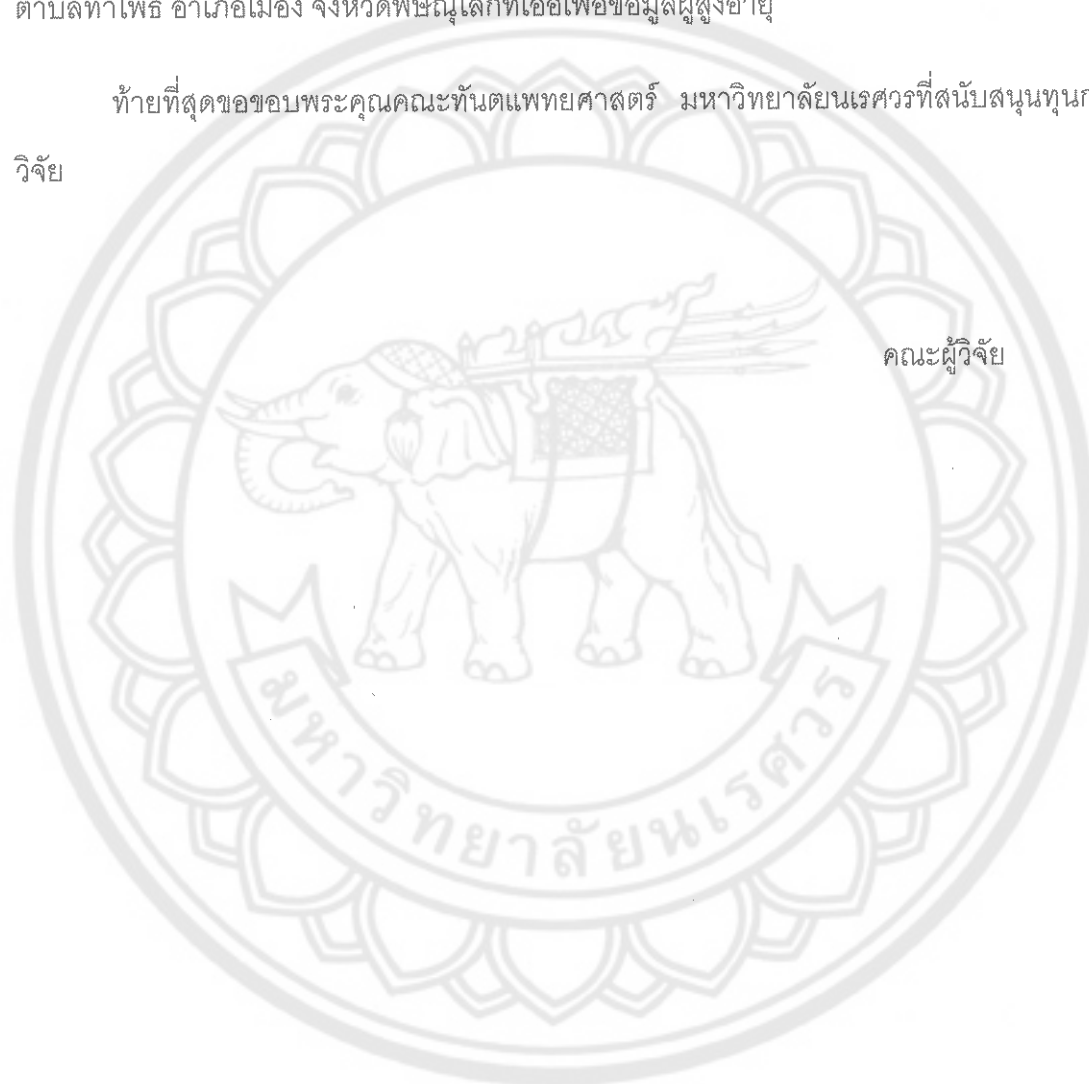 ตำบลท่าโพธิ์ อำเภอเมือง จังหวัดพิษณุโลกที่เอื้อเฟื้อข้อมูลผู้สูงอายุ
ท้ายที่สุดขอขอบพระคุณคณะทันตแพทยศาสตร์ มหาวิทยาลัยนเรศวรที่สนับสนุน
วิจัย
คณะผู้วิจัย
มหาวิทยาลัยนเรศวร